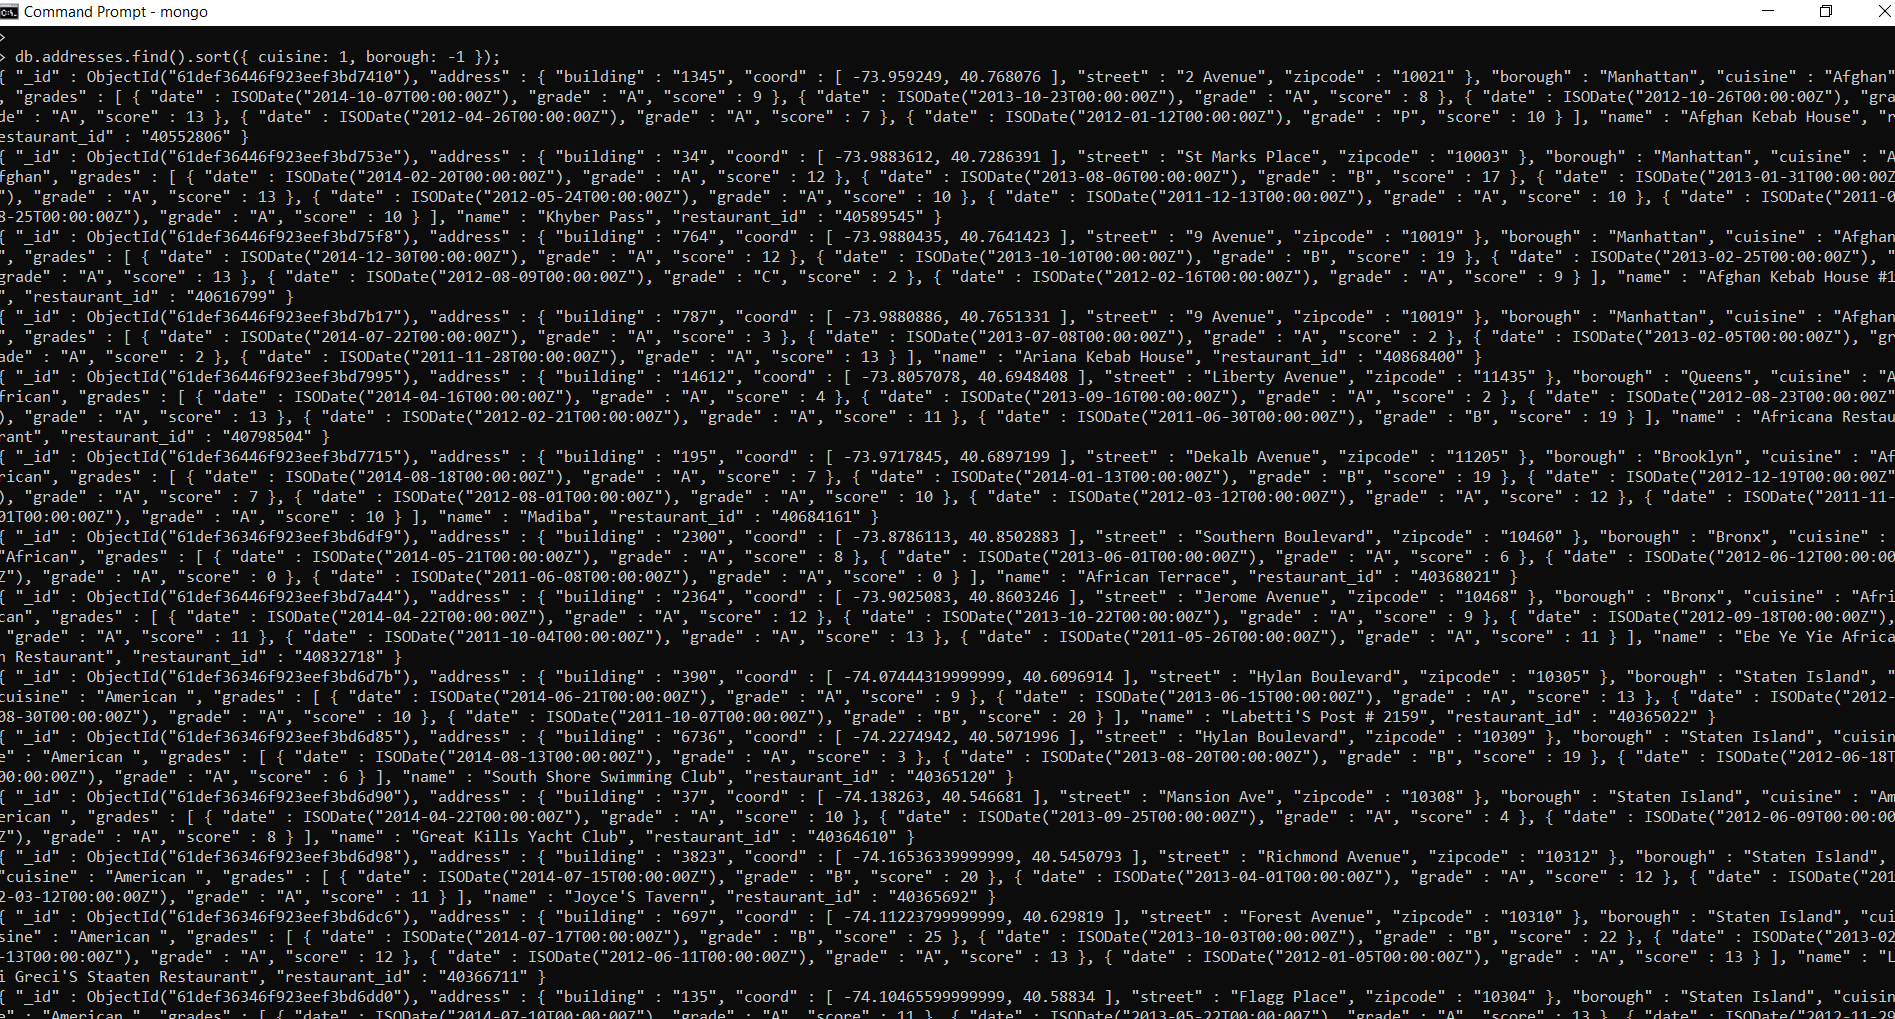 Command Prompt - mongo
>
> db.addresses.find().sort({ cuisine: 1, borough: -1 });
{ "_id" : ObjectId("61def36446f923eef3bd7410"), "address" : { "building" : "1345", "coord" : [ -73.959249, 40.768076 ], "street" : "2 Avenue", "zipcode" : "10021" }, "borough" : "Manhattan", "cuisine" : "Afghan"
, "grades" : [ { "date" : ISODate("2014-10-07T00:00:00Z"), "grade" : "A", "score" : 9 }, { "date" : ISODate("2013-10-23T00:00:00Z"), "grade" : "A", "score" : 8 }, { "date" : ISODate("2012-10-26T00:00:00Z"), "gra
de" : "A", "score" : 13 }, { "date" : ISODate("2012-04-26T00:00:00Z"), "grade" : "A", "score" : 7 }, { "date" : ISODate("2012-01-12T00:00:00Z"), "grade" : "P", "score" : 10 } ], "name" : "Afghan Kebab House", "r
estaurant_id" : "40552806" }
{ "_id" : ObjectId("61def36446f923eef3bd753e"), "address" : { "building" : "34", "coord" : [ -73.9883612, 40.7286391 ], "street" : "St Marks Place", "zipcode" : "10003" }, "borough" : "Manhattan", "cuisine" : "A
fghan", "grades" : [ { "date" : ISODate("2014-02-20T00:00:00Z"), "grade" : "A", "score" : 12 }, { "date" : ISODate("2013-08-06T00:00:00Z"), "grade" : "B", "score" : 17 }, { "date" : ISODate("2013-01-31T00:00:00Z
"), "grade" : "A", "score" : 13 }, { "date" : ISODate("2012-05-24T00:00:00Z"), "grade" : "A", "score" : 10 }, { "date" : ISODate("2011-12-13T00:00:00Z"), "grade" : "A", "score" : 10 }, { "date" : ISODate("2011-0
8-25T00:00:00Z"), "grade" : "A", "score" : 10 } ], "name" : "Khyber Pass", "restaurant_id" : "40589545" }
{ "_id" : ObjectId("61def36446f923eef3bd75f8"), "address" : { "building" : "764", "coord" : [ -73.9880435, 40.7641423 ], "street" : "9 Avenue", "zipcode" : "10019" }, "borough" : "Manhattan", "cuisine" : "Afghan
", "grades" : [ { "date" : ISODate("2014-12-30T00:00:00Z"), "grade" : "A", "score" : 12 }, { "date" : ISODate("2013-10-10T00:00:00Z"), "grade" : "B", "score" : 19 }, { "date" : ISODate("2013-02-25T00:00:00Z"), "
grade" : "A", "score" : 13 }, { "date" : ISODate("2012-08-09T00:00:00Z"), "grade" : "C", "score" : 2 }, { "date" : ISODate("2012-02-16T00:00:00Z"), "grade" : "A", "score" : 9 } ], "name" : "Afghan Kebab House #1
", "restaurant_id" : "40616799" }
{ "_id" : ObjectId("61def36446f923eef3bd7b17"), "address" : { "building" : "787", "coord" : [ -73.9880886, 40.7651331 ], "street" : "9 Avenue", "zipcode" : "10019" }, "borough" : "Manhattan", "cuisine" : "Afghan
", "grades" : [ { "date" : ISODate("2014-07-22T00:00:00Z"), "grade" : "A", "score" : 3 }, { "date" : ISODate("2013-07-08T00:00:00Z"), "grade" : "A", "score" : 2 }, { "date" : ISODate("2013-02-05T00:00:00Z"), "gr
ade" : "A", "score" : 2 }, { "date" : ISODate("2011-11-28T00:00:00Z"), "grade" : "A", "score" : 13 } ], "name" : "Ariana Kebab House", "restaurant_id" : "40868400" }
{ "_id" : ObjectId("61def36446f923eef3bd7995"), "address" : { "building" : "14612", "coord" : [ -73.8057078, 40.6948408 ], "street" : "Liberty Avenue", "zipcode" : "11435" }, "borough" : "Queens", "cuisine" : "A
frican", "grades" : [ { "date" : ISODate("2014-04-16T00:00:00Z"), "grade" : "A", "score" : 4 }, { "date" : ISODate("2013-09-16T00:00:00Z"), "grade" : "A", "score" : 2 }, { "date" : ISODate("2012-08-23T00:00:00Z"
), "grade" : "A", "score" : 13 }, { "date" : ISODate("2012-02-21T00:00:00Z"), "grade" : "A", "score" : 11 }, { "date" : ISODate("2011-06-30T00:00:00Z"), "grade" : "B", "score" : 19 } ], "name" : "Africana Restau
rant", "restaurant_id" : "40798504" }
{ "_id" : ObjectId("61def36446f923eef3bd7715"), "address" : { "building" : "195", "coord" : [ -73.9717845, 40.6897199 ], "street" : "Dekalb Avenue", "zipcode" : "11205" }, "borough" : "Brooklyn", "cuisine" : "Af
rican", "grades" : [ { "date" : ISODate("2014-08-18T00:00:00Z"), "grade" : "A", "score" : 7 }, { "date" : ISODate("2014-01-13T00:00:00Z"), "grade" : "B", "score" : 19 }, { "date" : ISODate("2012-12-19T00:00:00Z"
), "grade" : "A", "score" : 7 }, { "date" : ISODate("2012-08-01T00:00:00Z"), "grade" : "A", "score" : 10 }, { "date" : ISODate("2012-03-12T00:00:00Z"), "grade" : "A", "score" : 12 }, { "date" : ISODate("2011-11-
01T00:00:00Z"), "grade" : "A", "score" : 10 } ], "name" : "Madiba", "restaurant_id" : "40684161" }
{ "_id" : ObjectId("61def36346f923eef3bd6df9"), "address" : { "building" : "2300", "coord" : [ -73.8786113, 40.8502883 ], "street" : "Southern Boulevard", "zipcode" : "10460" }, "borough" : "Bronx", "cuisine" :
"African", "grades" : [ { "date" : ISODate("2014-05-21T00:00:00Z"), "grade" : "A", "score" : 8 }, { "date" : ISODate("2013-06-01T00:00:00Z"), "grade" : "A", "score" : 6 }, { "date" : ISODate("2012-06-12T00:00:00
Z"), "grade" : "A", "score" : 0 }, { "date" : ISODate("2011-06-08T00:00:00Z"), "grade" : "A", "score" : 0 } ], "name" : "African Terrace", "restaurant_id" : "40368021" }
{ "_id" : ObjectId("61def36446f923eef3bd7a44"), "address" : { "building" : "2364", "coord" : [ -73.9025083, 40.8603246 ], "street" : "Jerome Avenue", "zipcode" : "10468" }, "borough" : "Bronx", "cuisine" : "Afri
can", "grades" : [ { "date" : ISODate("2014-04-22T00:00:00Z"), "grade" : "A", "score" : 12 }, { "date" : ISODate("2013-10-22T00:00:00Z"), "grade" : "A", "score" : 9 }, { "date" : ISODate("2012-09-18T00:00:00Z"),
"grade" : "A", "score" : 11 }, { "date" : ISODate("2011-10-04T00:00:00Z"), "grade" : "A", "score" : 13 }, { "date" : ISODate("2011-05-26T00:00:00Z"), "grade" : "A", "score" : 11 } ], "name" : "Ebe Ye Yie Africa
n Restaurant", "restaurant_id" : "40832718" }
{ "_id" : ObjectId("61def36346f923eef3bd6d7b"), "address" : { "building" : "390", "coord" : [ -74.07444319999999, 40.6096914 ], "street" : "Hylan Boulevard", "zipcode" : "10305" }, "borough" : "Staten Island", "
cuisine" : "American ", "grades" : [ { "date" : ISODate("2014-06-21T00:00:00Z"), "grade" : "A", "score" : 9 }, { "date" : ISODate("2013-06-15T00:00:00Z"), "grade" : "A", "score" : 13 }, { "date" : ISODate("2012-
08-30T00:00:00Z"), "grade" : "A", "score" : 10 }, { "date" : ISODate("2011-10-07T00:00:00Z"), "grade" : "B", "score" : 20 } ], "name" : "Labetti'S Post # 2159", "restaurant_id" : "40365022" }
{ "_id" : ObjectId("61def36346f923eef3bd6d85"), "address" : { "building" : "6736", "coord" : [ -74.2274942, 40.5071996 ], "street" : "Hylan Boulevard", "zipcode" : "10309" }, "borough" : "Staten Island", "cuisin
e" : "American ", "grades" : [ { "date" : ISODate("2014-08-13T00:00:00Z"), "grade" : "A", "score" : 3 }, { "date" : ISODate("2013-08-20T00:00:00Z"), "grade" : "B", "score" : 19 }, { "date" : ISODate("2012-06-18T
00:00:00Z"), "grade" : "A", "score" : 6 } ], "name" : "South Shore Swimming Club", "restaurant_id" : "40365120" }
{ "_id" : ObjectId("61def36346f923eef3bd6d90"), "address" : { "building" : "37", "coord" : [ -74.138263, 40.546681 ], "street" : "Mansion Ave", "zipcode" : "10308" }, "borough" : "Staten Island", "cuisine" : "Am
erican ", "grades" : [ { "date" : ISODate("2014-04-22T00:00:00Z"), "grade" : "A", "score" : 10 }, { "date" : ISODate("2013-09-25T00:00:00Z"), "grade" : "A", "score" : 4 }, { "date" : ISODate("2012-06-09T00:00:00
Z"), "grade" : "A", "score" : 8 } ], "name" : "Great Kills Yacht Club", "restaurant_id" : "40364610" }
{ "_id" : ObjectId("61def36346f923eef3bd6d98"), "address" : { "building" : "3823", "coord" : [ -74.16536339999999, 40.5450793 ], "street" : "Richmond Avenue", "zipcode" : "10312" }, "borough" : "Staten Island",
"cuisine" : "American ", "grades" : [ { "date" : ISODate("2014-07-15T00:00:00Z"), "grade" : "B", "score" : 20 }, { "date" : ISODate("2013-04-01T00:00:00Z"), "grade" : "A", "score" : 12 }, { "date" : ISODate("201
2-03-12T00:00:00Z"), "grade" : "A", "score" : 11 } ], "name" : "Joyce'S Tavern", "restaurant_id" : "40365692" }
{ "_id" : ObjectId("61def36346f923eef3bd6dc6"), "address" : { "building" : "697", "coord" : [ -74.11223799999999, 40.629819 ], "street" : "Forest Avenue", "zipcode" : "10310" }, "borough" : "Staten Island", "cui
sine" : "American ", "grades" : [ { "date" : ISODate("2014-07-17T00:00:00Z"), "grade" : "B", "score" : 25 }, { "date" : ISODate("2013-10-03T00:00:00Z"), "grade" : "B", "score" : 22 }, { "date" : ISODate("2013-02
-13T00:00:00Z"), "grade" : "A", "score" : 12 }, { "date" : ISODate("2012-06-11T00:00:00Z"), "grade" : "A", "score" : 13 }, { "date" : ISODate("2012-01-05T00:00:00Z"), "grade" : "A", "score" : 13 } ], "name" : "L
i Greci'S Staaten Restaurant", "restaurant_id" : "40366711" }
{ "_id" : ObjectId("61def36346f923eef3bd6dd0"), "address" : { "building" : "135", "coord" : [ -74.10465599999999, 40.58834 ], "street" : "Flagg Place", "zipcode" : "10304" }, "borough" : "Staten Island", "cuisin
e" : "American ", "grades" : [ { "date" : ISODate("2014-07-10T00:00:00Z"), "grade" : "A", "score" : 11 }, { "date" : ISODate("2013-05-22T00:00:00Z"), "grade" : "A", "score" : 13 }, { "date" : ISODate("2012-11-29